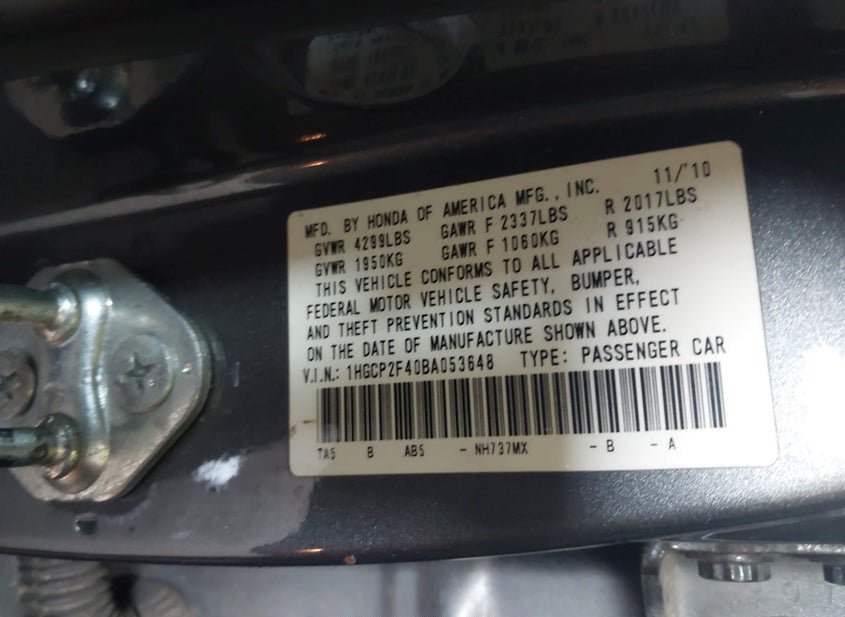 11/'10
MFD. BY HONDA OF AMERICA MFG., INC.
GVWR 4299LBS GAWR F 2337LBS R 2017LBS
GVWR 1950KG GAWR F 1060KG R 915KG
THIS VEHICLE CONFORMS TO ALL APPLICABLE
FEDERAL MOTOR VEHICLE SAFETY, BUMPER,
AND THEFT PREVENTION STANDARDS IN EFFECT
ON THE DATE OF MANUFACTURE SHOWN ABOVE.
V.I.N.: 1HGCP2F40BA053648 TYPE: PASSENGER CAR
TA5 B AB5 - NH737MX - B - A